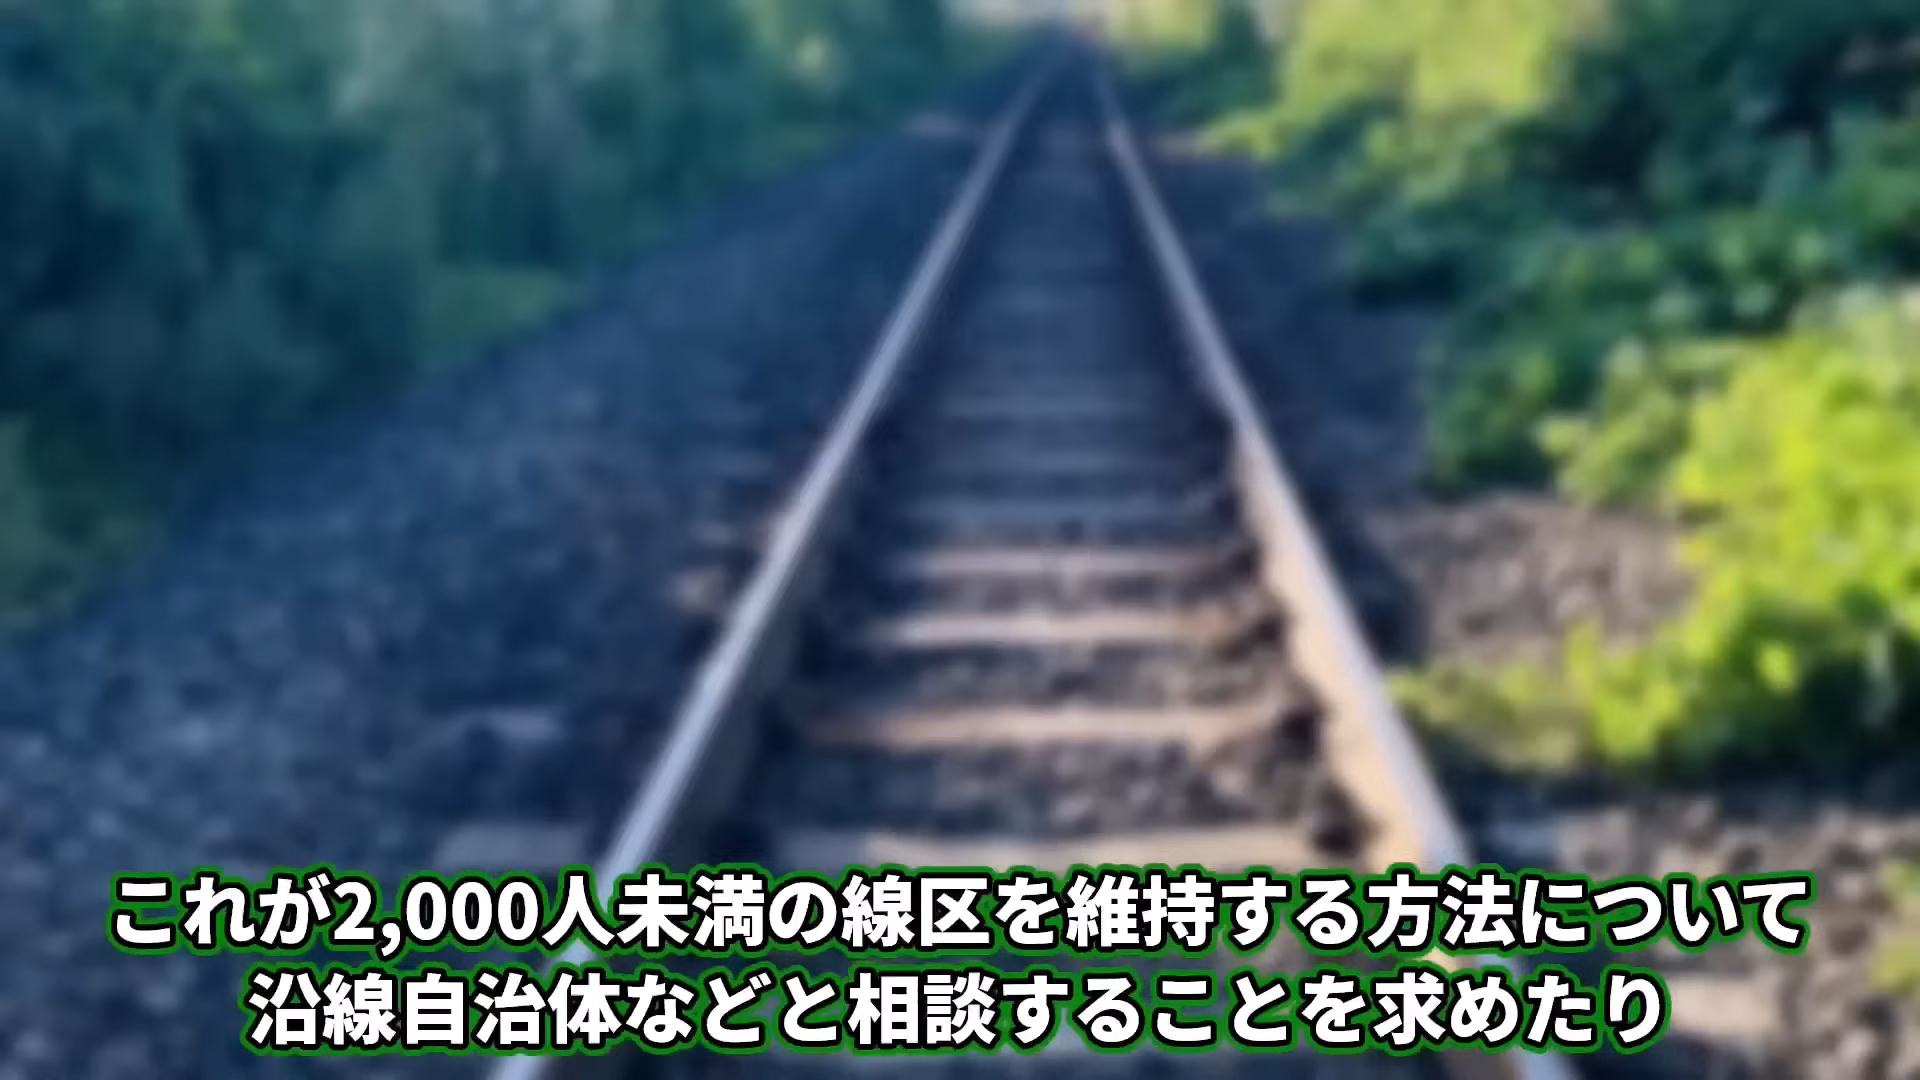 これが2,000人未満の線区を維持する方法について
沿線自治体などと相談することを求めたり